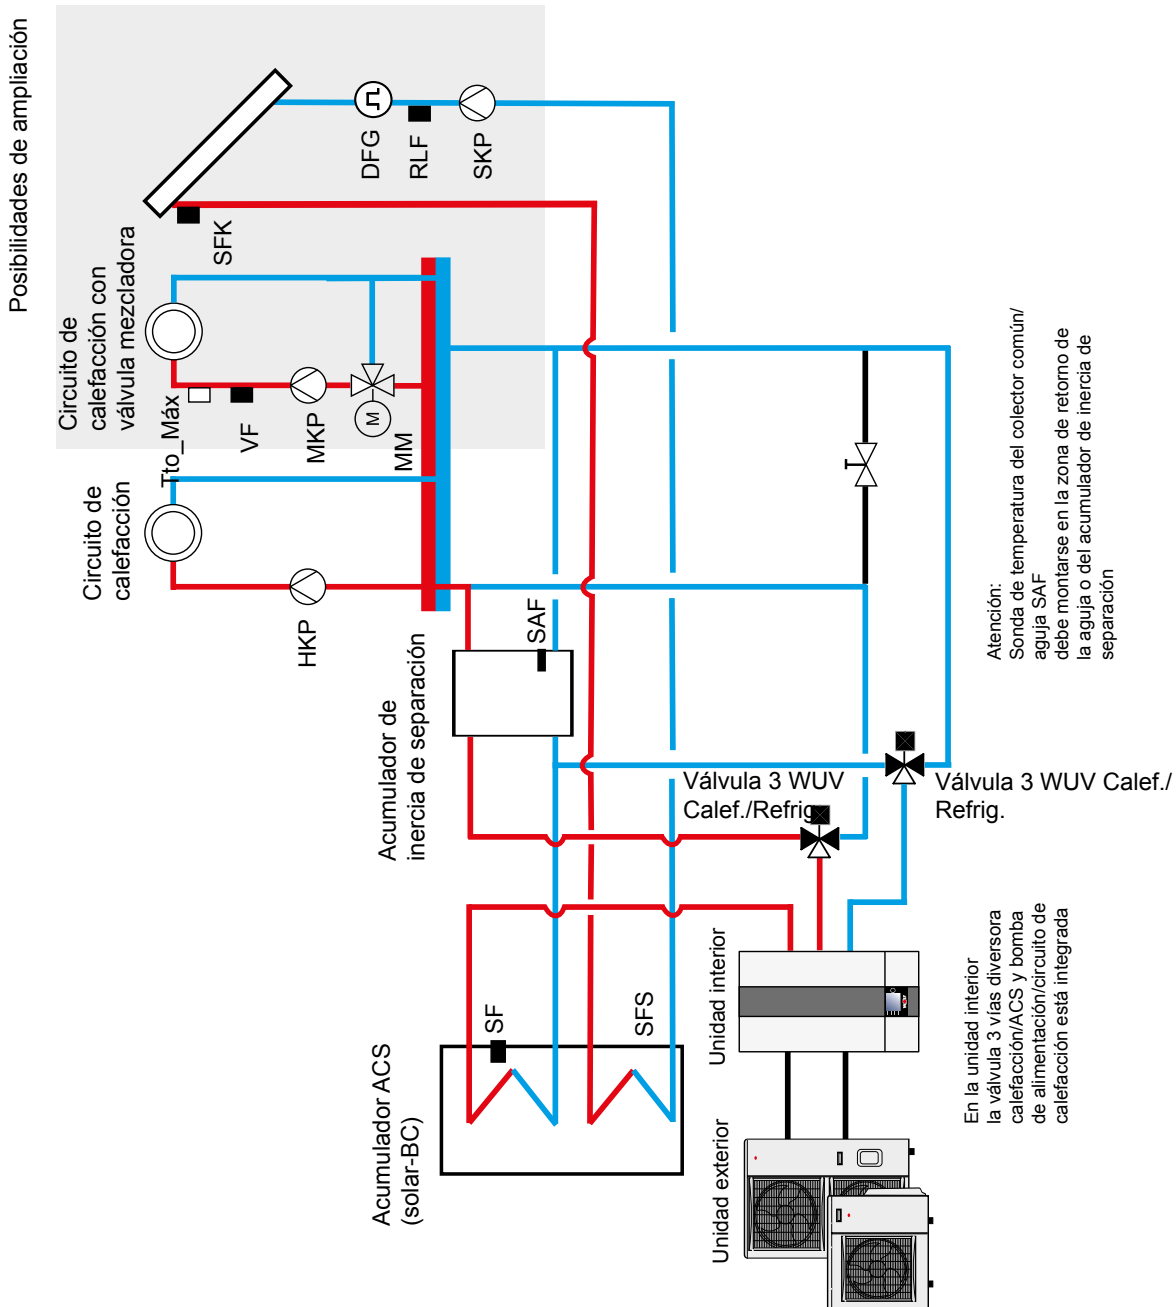 Posibilidades de ampliación
DFG
RLF
SKP
SFK
Circuito de
calefacción con
válvula mezcladora
Tto_Máx
VF
MKP
M
MM
Circuito de
calefacción
HKP
Acumulador de
inercia de separación
SAF
Atención:
Sonda de temperatura del colector común/
aguja SAF
debe montarse en la zona de retorno de
la aguja o del acumulador de inercia de
separación
Válvula 3 WUV
Calef./Refrig.
Válvula 3 WUV Calef./
Refrig.
Acumulador ACS
(solar-BC)
SF
SFS
Unidad interior
En la unidad interior
la válvula 3 vías diversora
calefacción/ACS y bomba
de alimentación/circuito de
calefacción está integrada
Unidad exterior